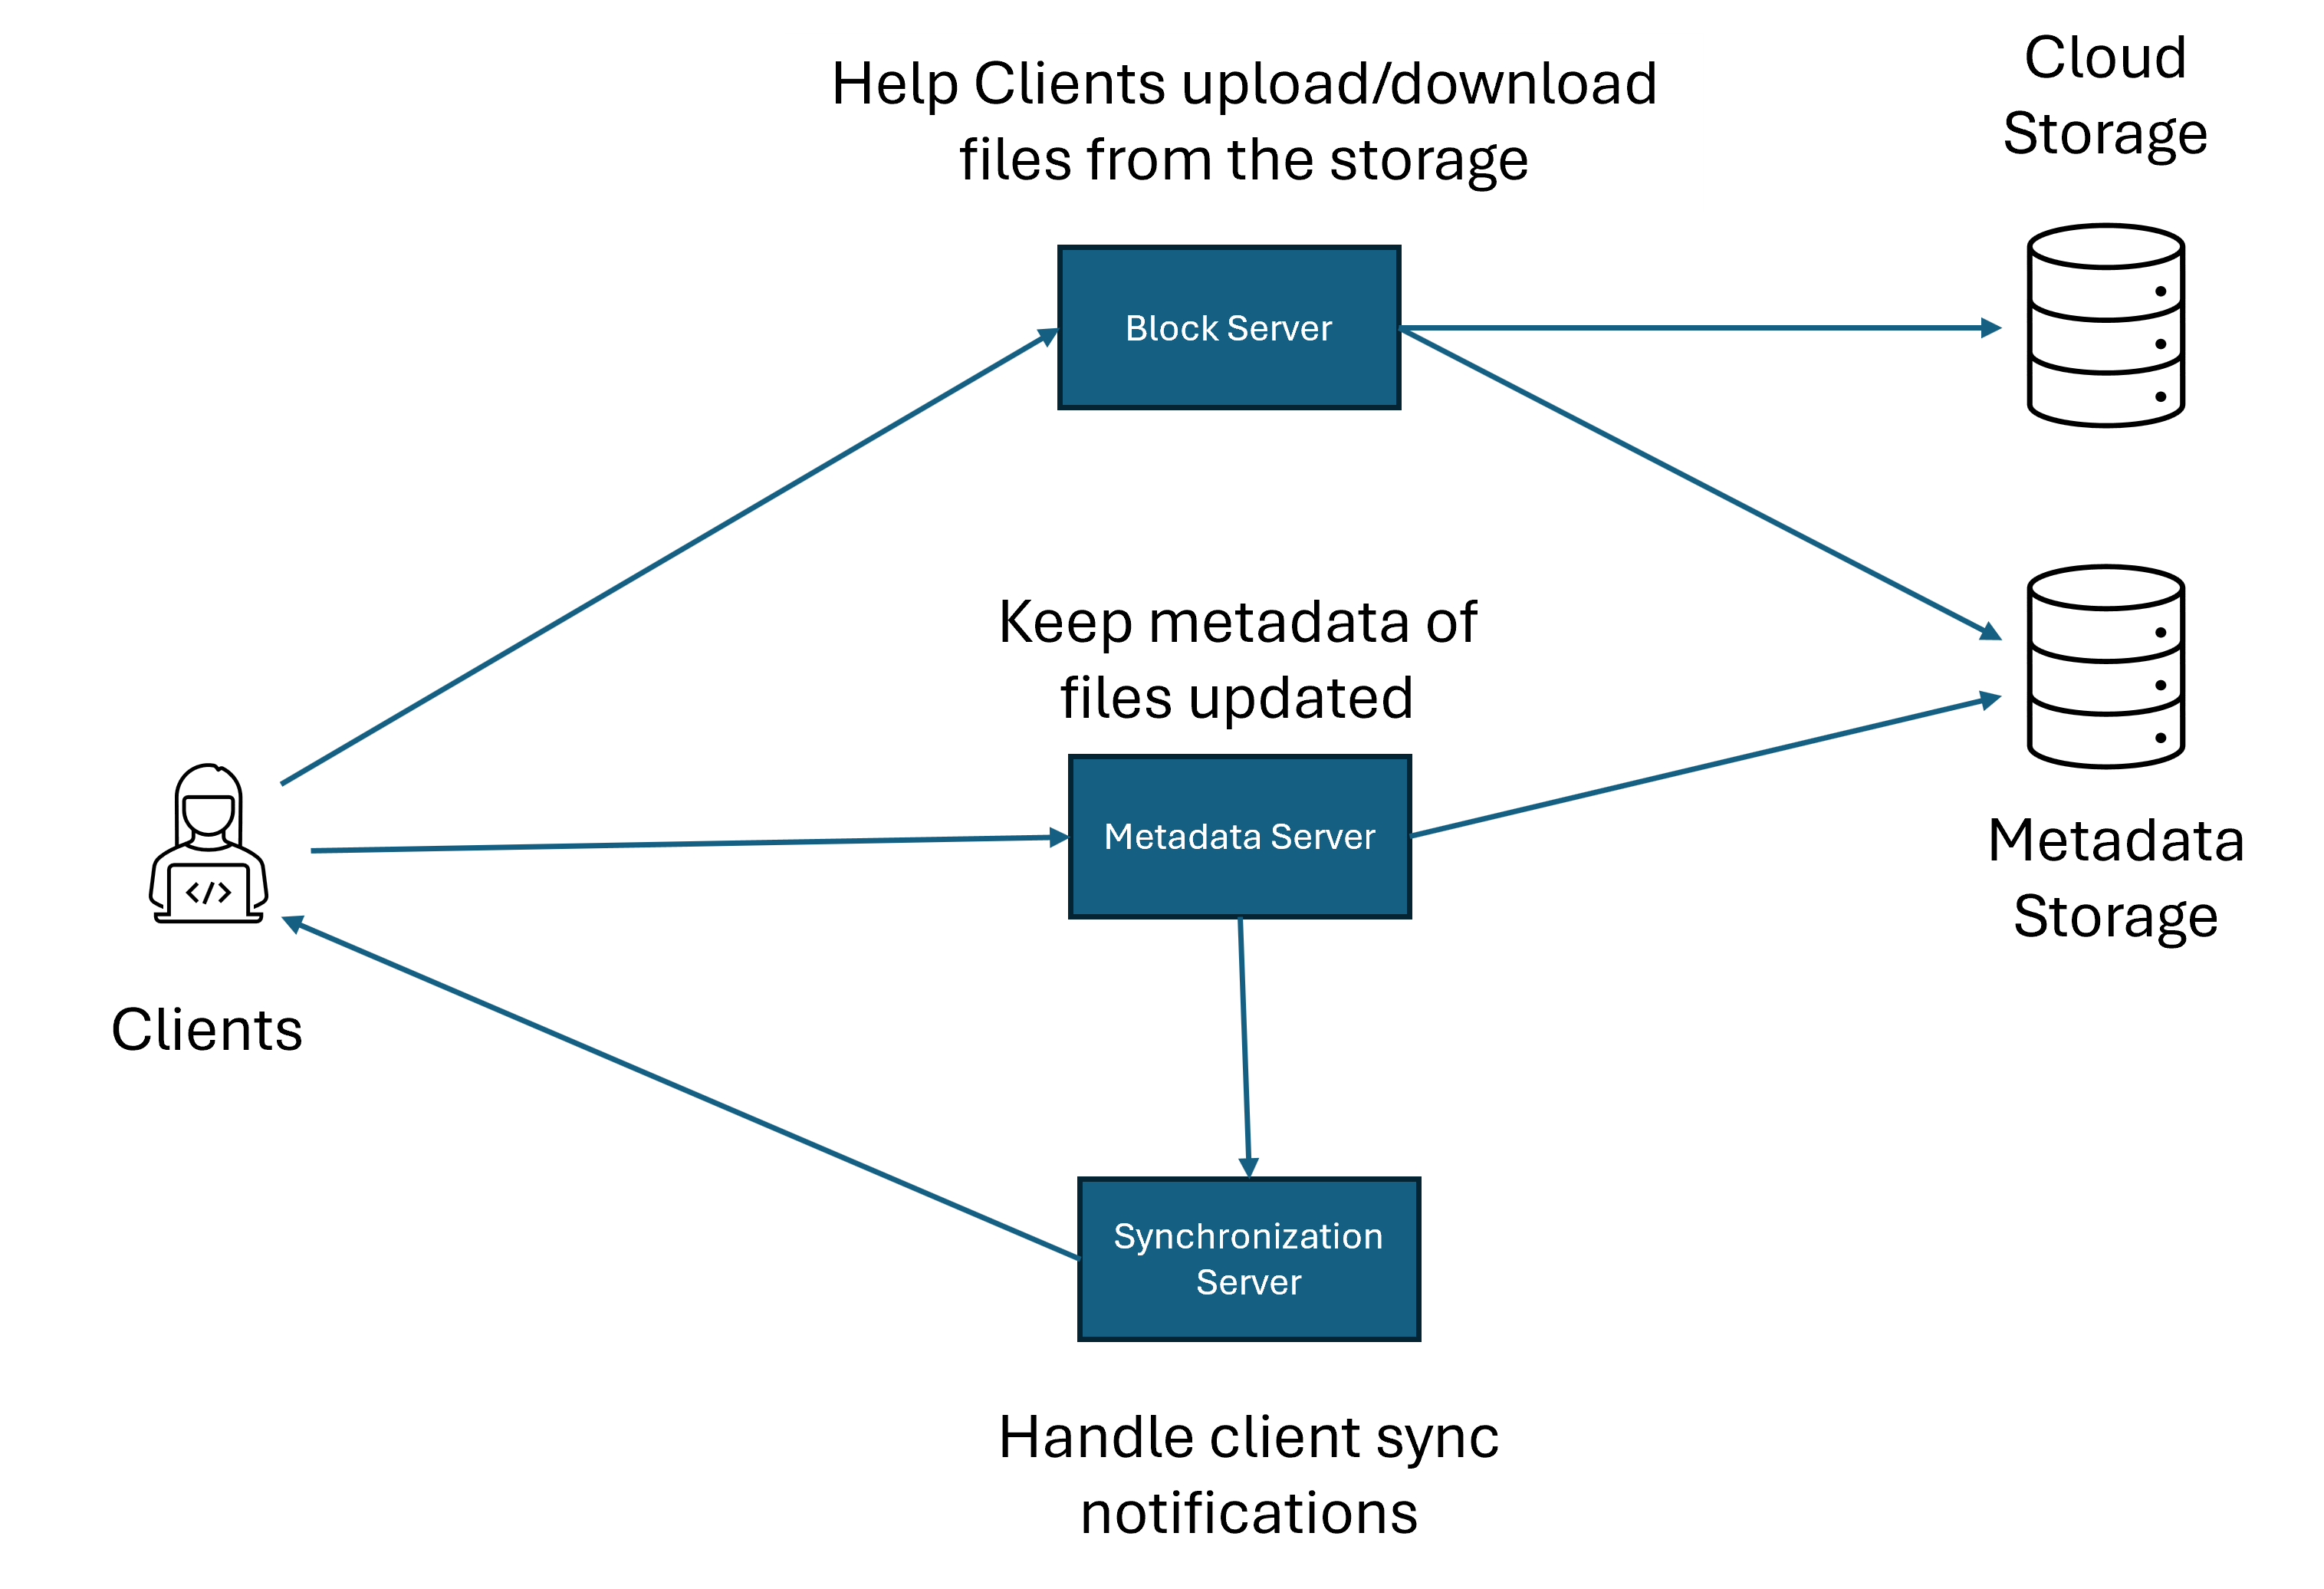 Help Clients upload/download
files from the storage
Cloud
Storage
Block Server
Keep metadata of
files updated
Metadata Server
Metadata
Storage
</>
Clients
Synchronization
Server
Handle client sync
notifications